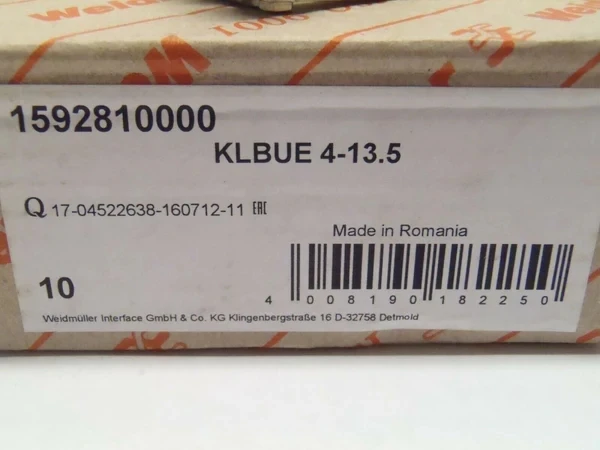 1592810000
KLBUE 4-13.5
Q 17-04522638-160712-11 EAC
Made in Romania
10
4 008190 182250
Weidmüller Interface GmbH & Co. KG Klingenbergstraße 16 D-32758 Detmold